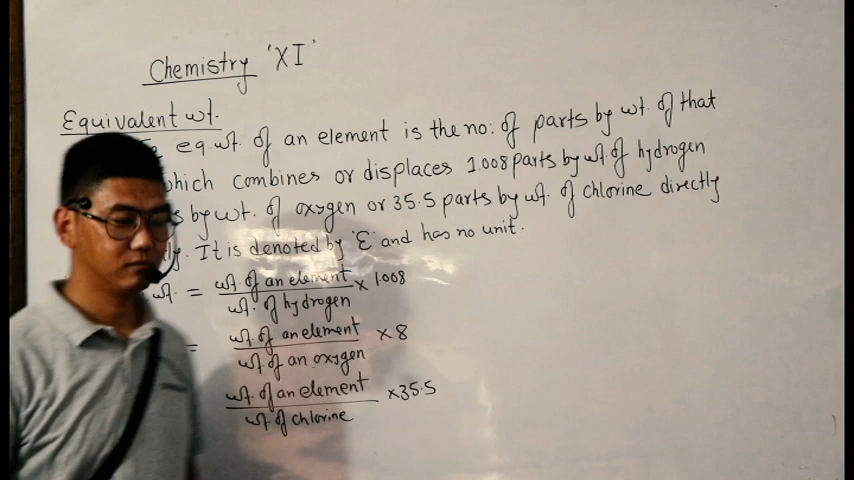 Chemistry 'XI'
Equivalent wt.
eq.wt. of an element is the no: of parts by wt. of that
which combines or displaces 1.008 parts by wt. of hydrogen
s by wt. of oxygen or 35.5 parts by wt. of chlorine directly
ly. It is denoted by 'E' and has no unit.
wt. = wt. of an element × 1.008
wt. of hydrogen
= wt. of an element × 8
wt. of an oxygen
wt. of an element ×35.5
wt. of chlorine